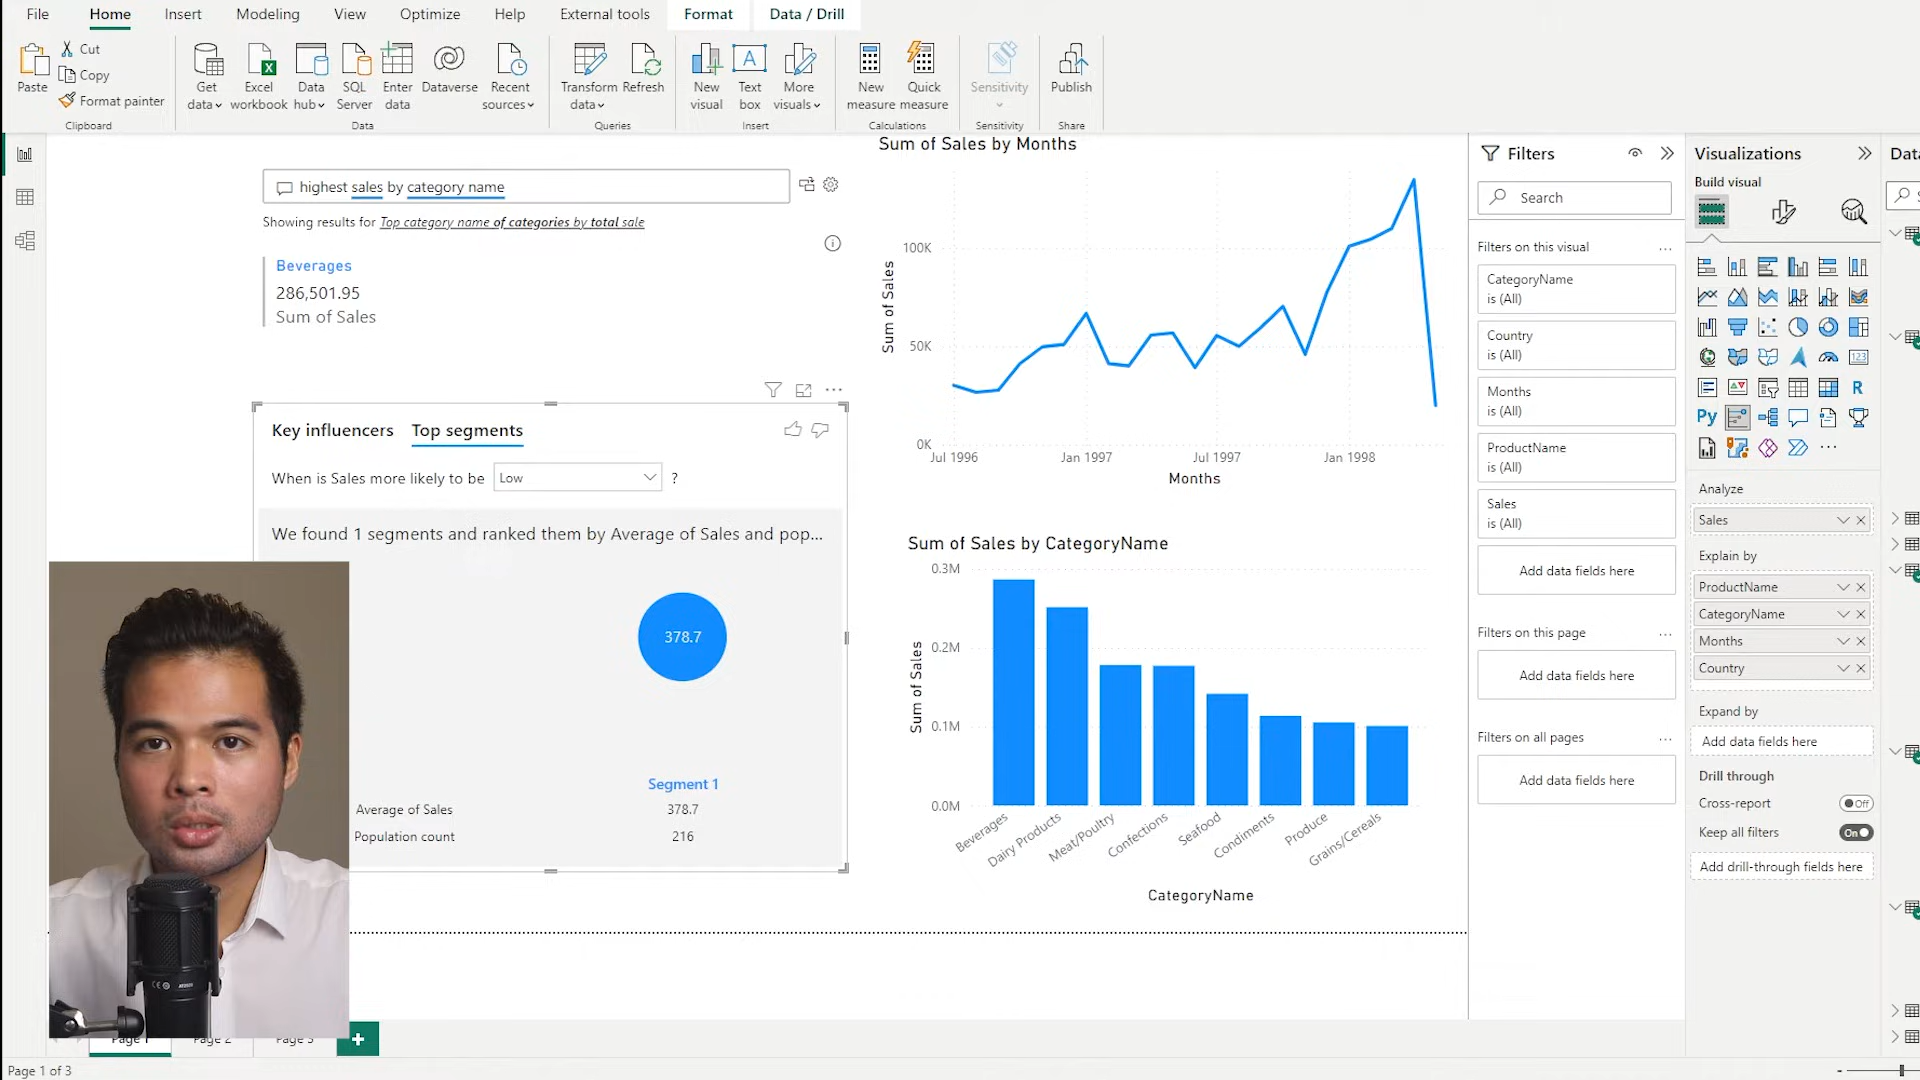 File Home Insert Modeling View Optimize Help External tools Format Data / Drill
Paste
Cut
Copy
Format painter
Clipboard
Get data
Excel workbook
Data hub
SQL Server
Enter data
Dataverse
Recent sources
Data
Transform data
Refresh
Queries
New visual
A
Text box
More visuals
Insert
New measure
Quick measure
Calculations
Sensitivity
Sensitivity
Publish
Share
highest sales by category name
Showing results for Top category name of categories by total sale
Beverages
286,501.95
Sum of Sales
Key influencers Top segments
When is Sales more likely to be Low ?
We found 1 segments and ranked them by Average of Sales and pop...
378.7
Segment 1
Average of Sales 378.7
Population count 216
Sum of Sales by Months
Sum of Sales
100K
50K
0K
Jul 1996 Jan 1997 Jul 1997 Jan 1998
Months
Sum of Sales by CategoryName
Sum of Sales
0.3M
0.2M
0.1M
0.0M
Beverages
Dairy Products
Meat/Poultry
Confections
Seafood
Condiments
Produce
Grains/Cereals
CategoryName
Filters
Search
Filters on this visual ...
CategoryName
is (All)
Country
is (All)
Months
is (All)
ProductName
is (All)
Sales
is (All)
Add data fields here
Filters on this page ...
Add data fields here
Filters on all pages ...
Add data fields here
Visualizations
Build visual
123
R
Py
...
Analyze
Sales
Explain by
ProductName
CategoryName
Months
Country
Expand by
Add data fields here
Drill through
Cross-report Off
Keep all filters On
Add drill-through fields here
Dat
Page 1 Page 2 Page 3 +
Page 1 of 3